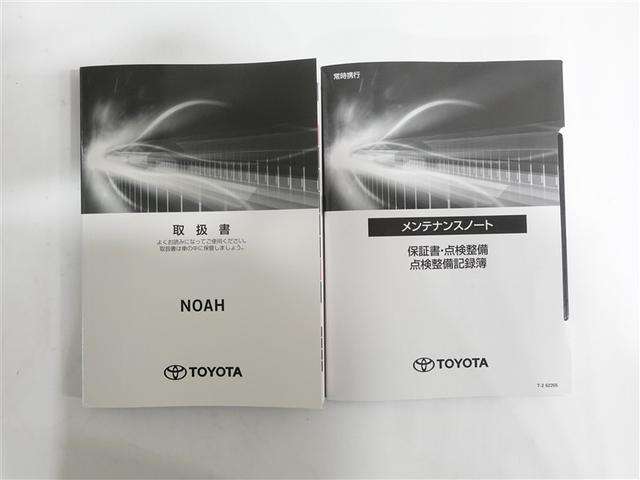 取扱書
よくお読みになってご使用ください。
取扱書は車の中に保管しましょう。
NOAH
TOYOTA
常時携行
メンテナンスノート
保証書・点検整備
点検整備記録簿
TOYOTA
T-2 62205